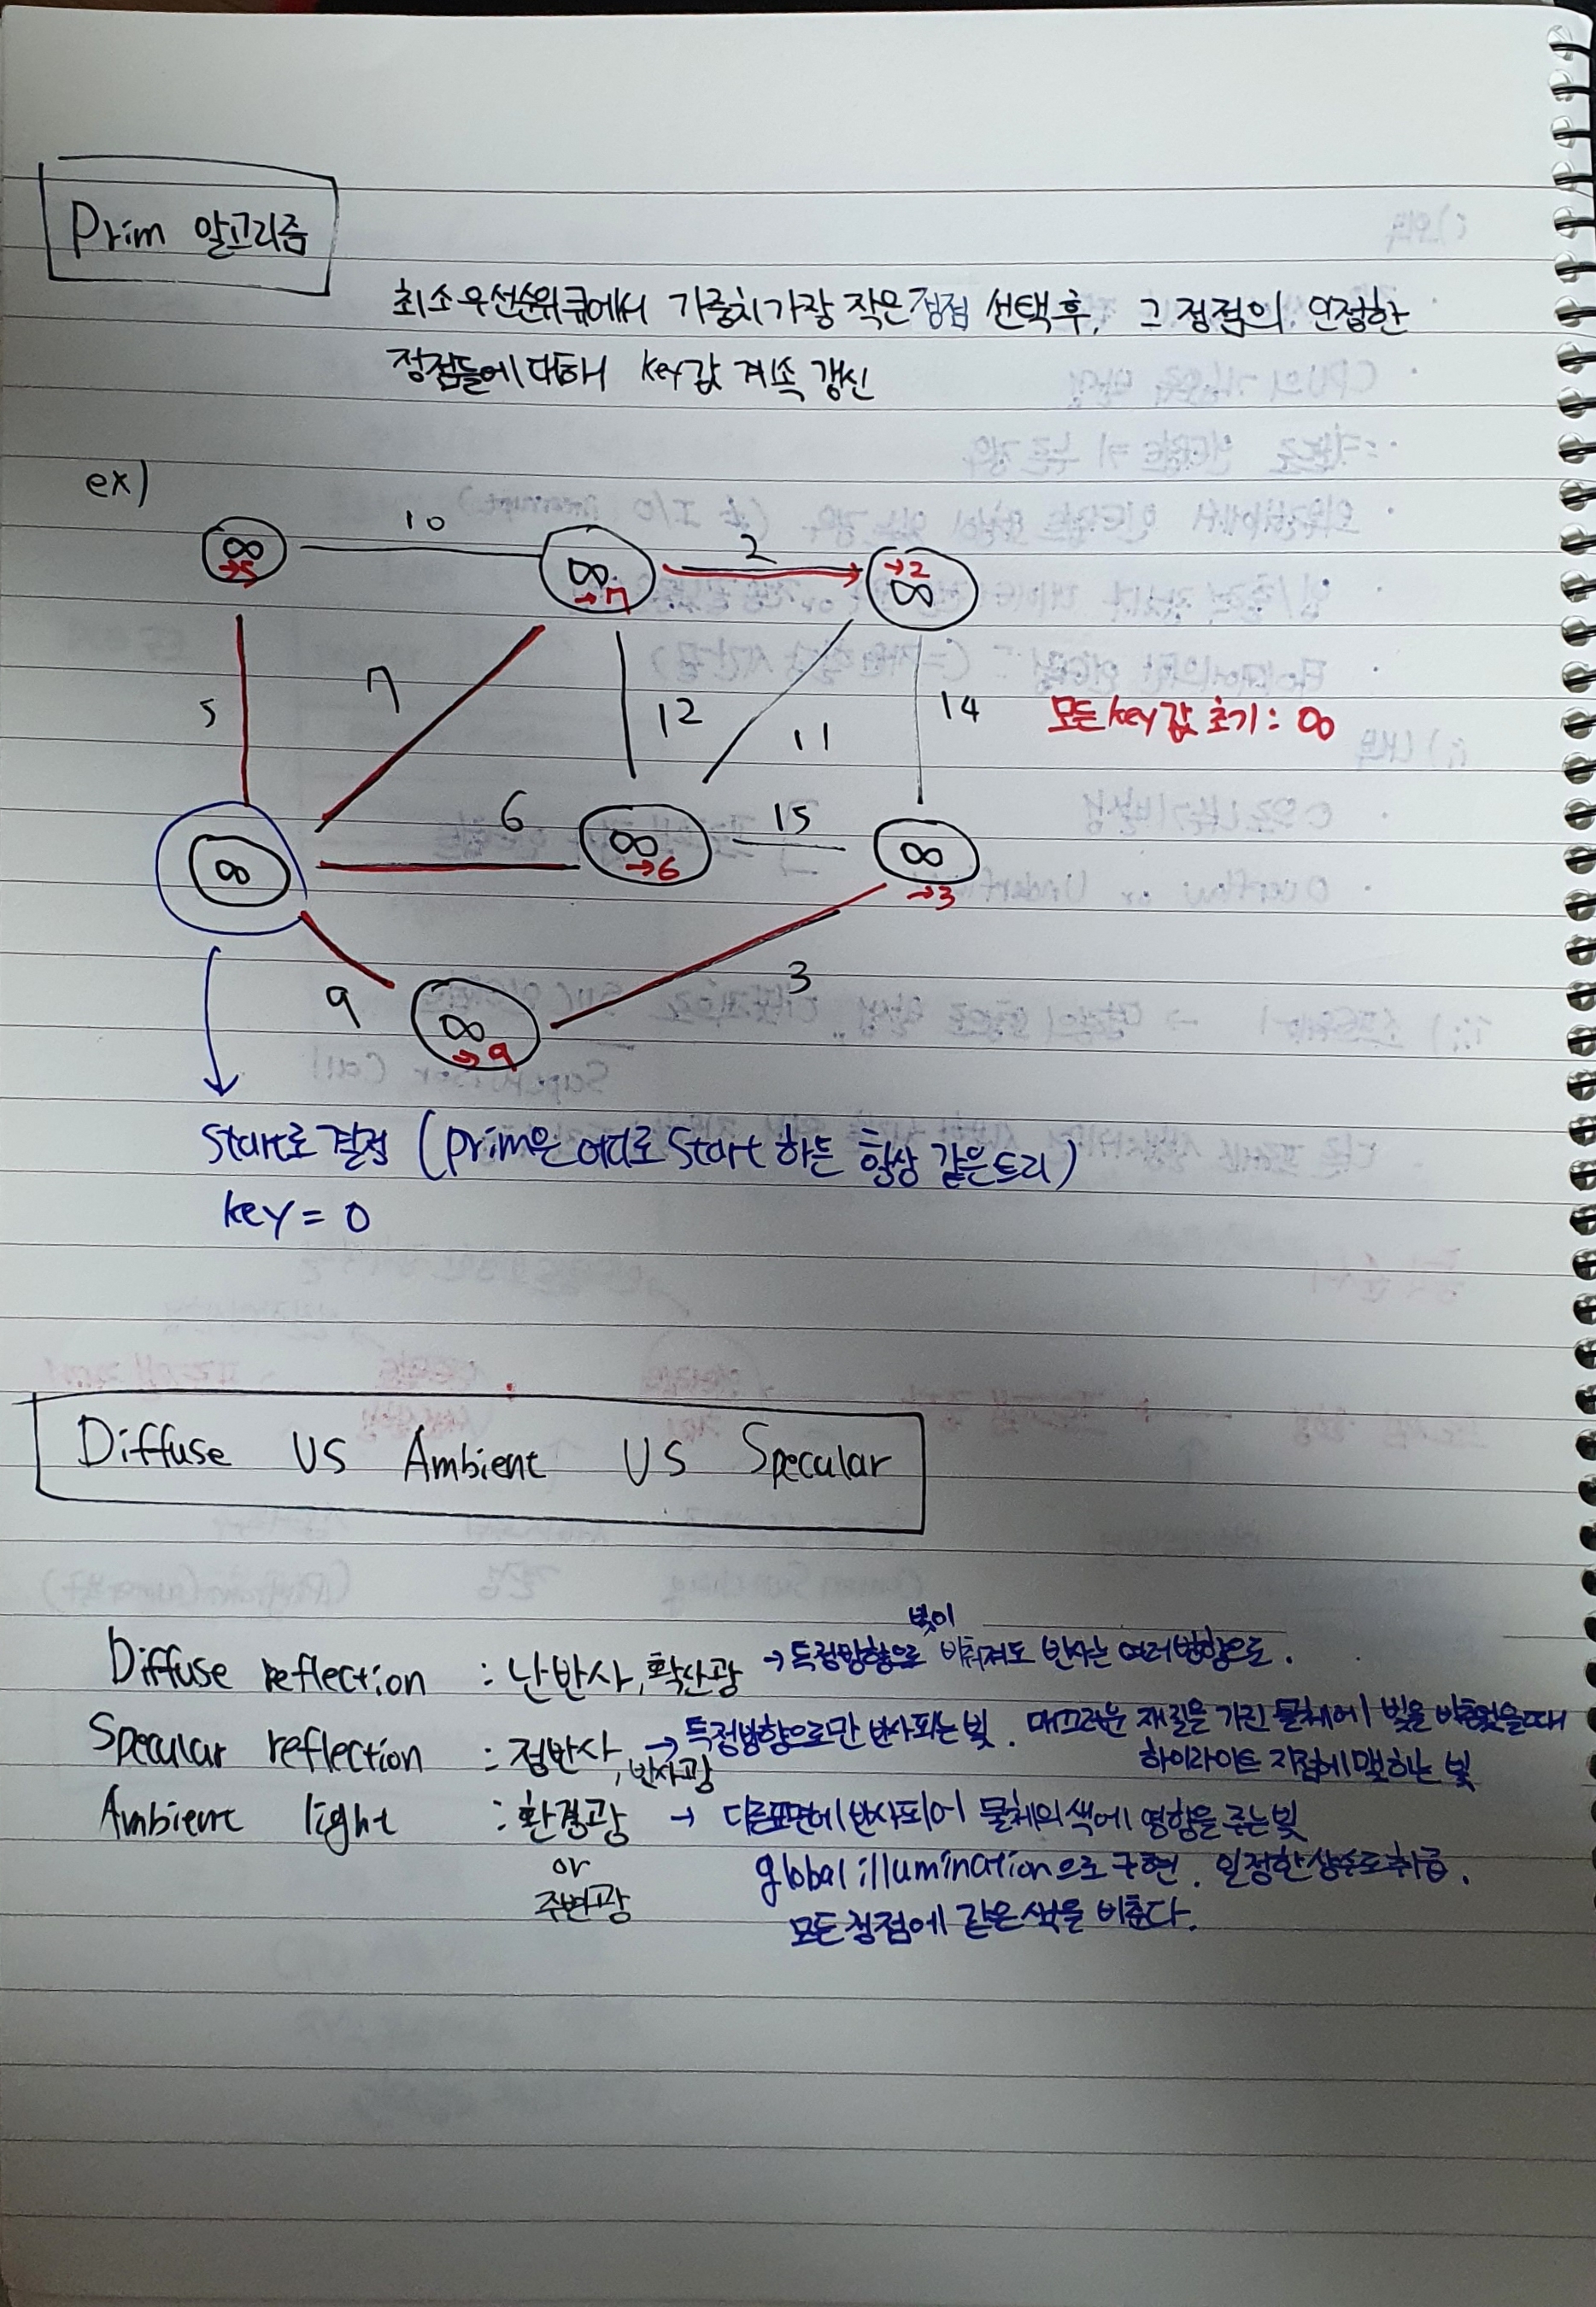 Prim 알고리즘
최소우선순위큐에서 가중치가장 작은정점 선택후, 그 정점의 인접한
정점들에대해 key값 계속 갱신
ex)
10
2
∞
→5
∞
→7
→2
∞
5
7
12
11
14
모든 key값 초기 : ∞
6
15
∞
∞
→6
∞
→3
9
3
∞
→9
Start로 결정 (prim은 어디로 Start 하든 항상 같은트리)
key = 0
Diffuse VS Ambient VS Specular
빛이
Diffuse reflection : 난반사, 확산광 → 특정방향으로 비춰져도 반사는 여러방향으로.
Specular reflection : 정반사, 반사광 → 특정방향으로만 반사되는 빛. 매끄러운 재질을 가진 물체에 빛을 비추었을때
하이라이트 지점에 맺히는 빛
Ambient light : 환경광 → 다른표면에 반사되어 물체의 색에 영향을 주는 빛
or
주변광
global illumination으로 구현. 일정한 상수로 취급.
모든 정점에 같은 색을 비춘다.